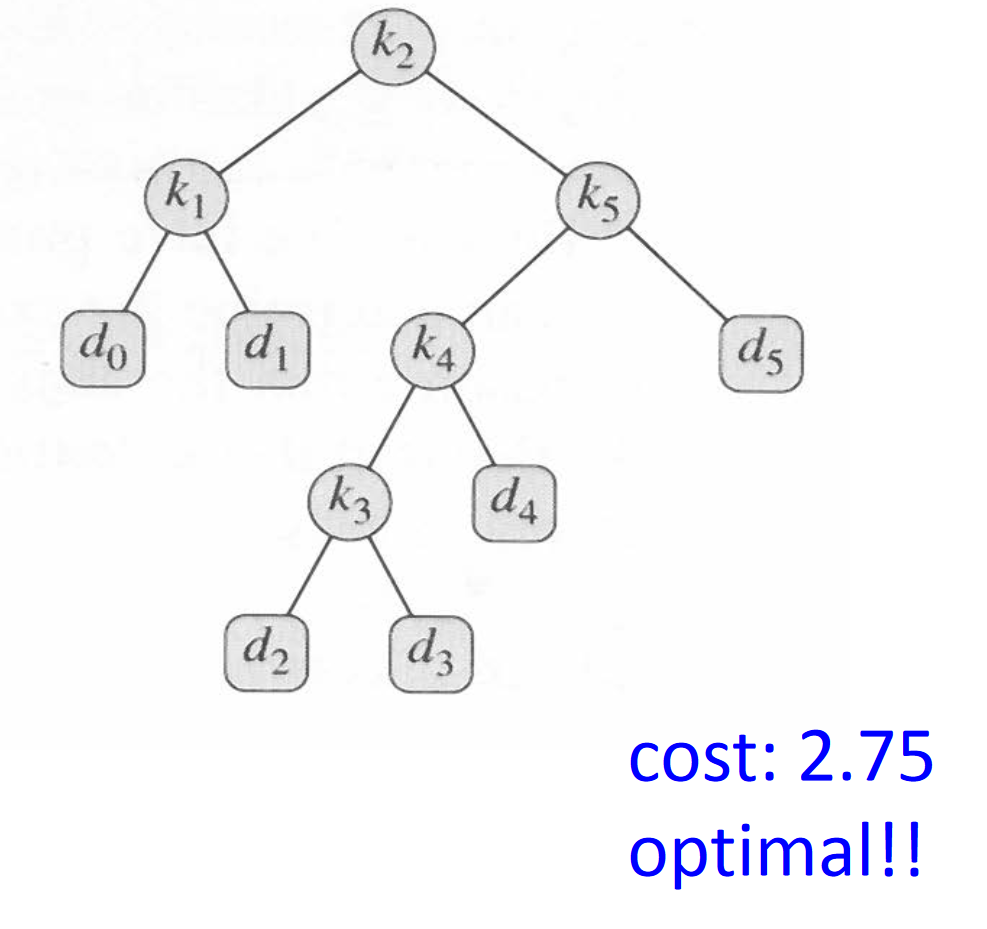 k₂
k₁ k₅
d₀ d₁ k₄ d₅
k₃ d₄
d₂ d₃
cost: 2.75
optimal!!